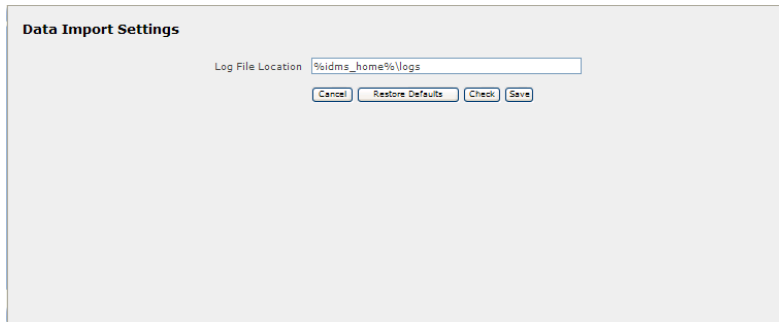 Data Import Settings
Log File Location %idms_home%\logs
Cancel Restore Defaults Check Save